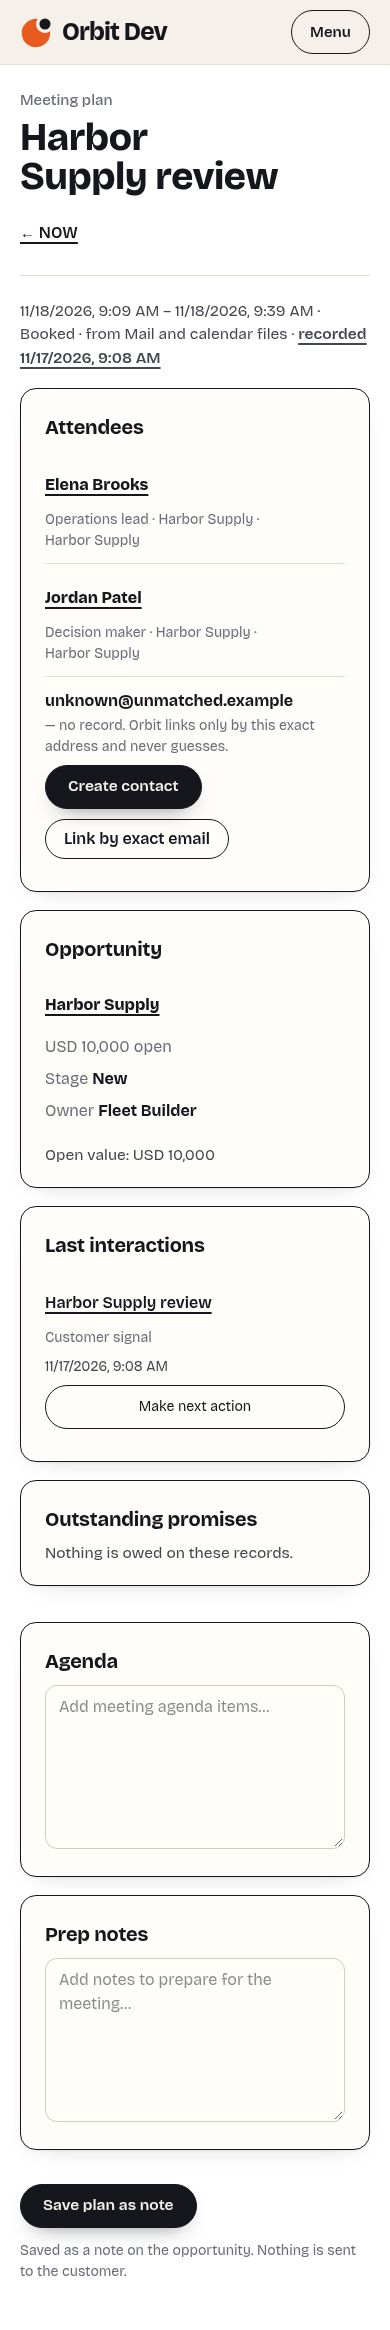 Orbit Dev
Menu
Meeting plan
Harbor
Supply review
← NOW
11/18/2026, 9:09 AM – 11/18/2026, 9:39 AM ·
Booked · from Mail and calendar files · recorded
11/17/2026, 9:08 AM
Attendees
Elena Brooks
Operations lead · Harbor Supply ·
Harbor Supply
Jordan Patel
Decision maker · Harbor Supply ·
Harbor Supply
unknown@unmatched.example
— no record. Orbit links only by this exact
address and never guesses.
Create contact
Link by exact email
Opportunity
Harbor Supply
USD 10,000 open
Stage New
Owner Fleet Builder
Open value: USD 10,000
Last interactions
Harbor Supply review
Customer signal
11/17/2026, 9:08 AM
Make next action
Outstanding promises
Nothing is owed on these records.
Agenda
Add meeting agenda items...
Prep notes
Add notes to prepare for the
meeting...
Save plan as note
Saved as a note on the opportunity. Nothing is sent
to the customer.